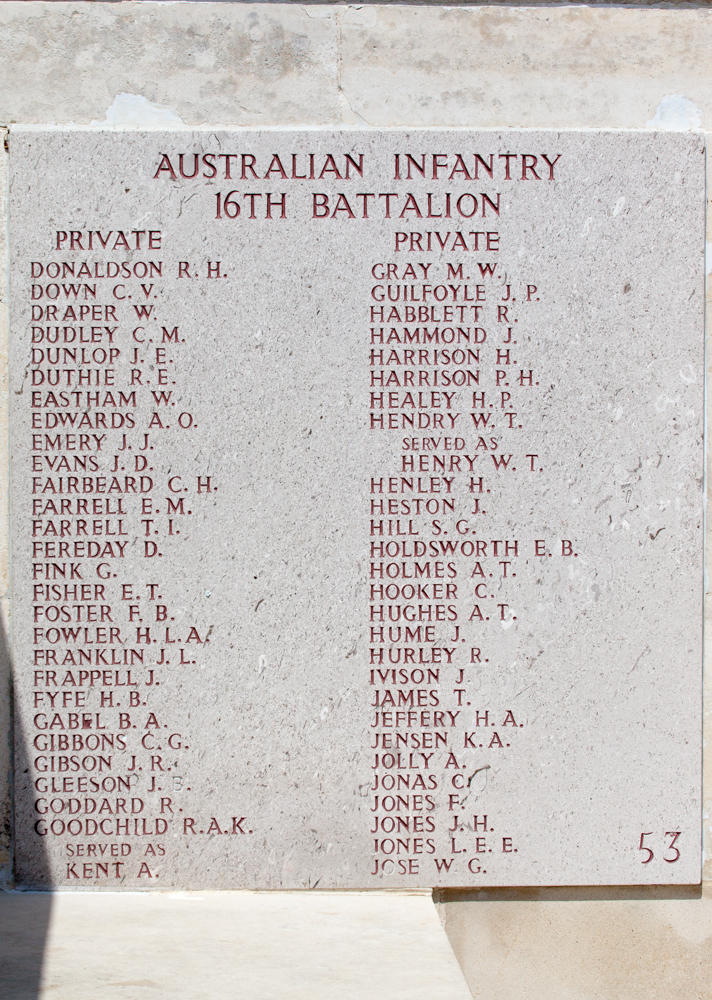 AUSTRALIAN INFANTRY
16TH BATTALION
PRIVATE
DONALDSON R. H.
DOWN C. V.
DRAPER W.
DUDLEY C. M.
DUNLOP J. E.
DUTHIE R. E.
EASTHAM W.
EDWARDS A. O.
EMERY J. J.
EVANS J. D.
FAIRBEARD C. H.
FARRELL E. M.
FARRELL T. I.
FEREDAY D.
FINK G.
FISHER E. T.
FOSTER F. B.
FOWLER H. L. A.
FRANKLIN J. L.
FRAPPELL J.
FYFE H. B.
GABEL B. A.
GIBBONS C. G.
GIBSON J. R.
GLEESON J.
GODDARD R.
GOODCHILD R.A.K.
SERVED AS
KENT A.
PRIVATE
GRAY M. W.
GUILFOYLE J. P.
HABBLETT R.
HAMMOND J.
HARRISON H.
HARRISON P. H.
HEALEY H. P.
HENDRY W. T.
SERVED AS
HENRY W. T.
HENLEY H.
HESTON J.
HILL S. G.
HOLDSWORTH E. B.
HOLMES A. T.
HOOKER C.
HUGHES A. T.
HUME J.
HURLEY R.
IVISON J.
JAMES T.
JEFFERY H. A.
JENSEN K. A.
JOLLY A.
JONAS C.
JONES F.
JONES J. H.
JONES L. E. E.
JOSE W. G.
53